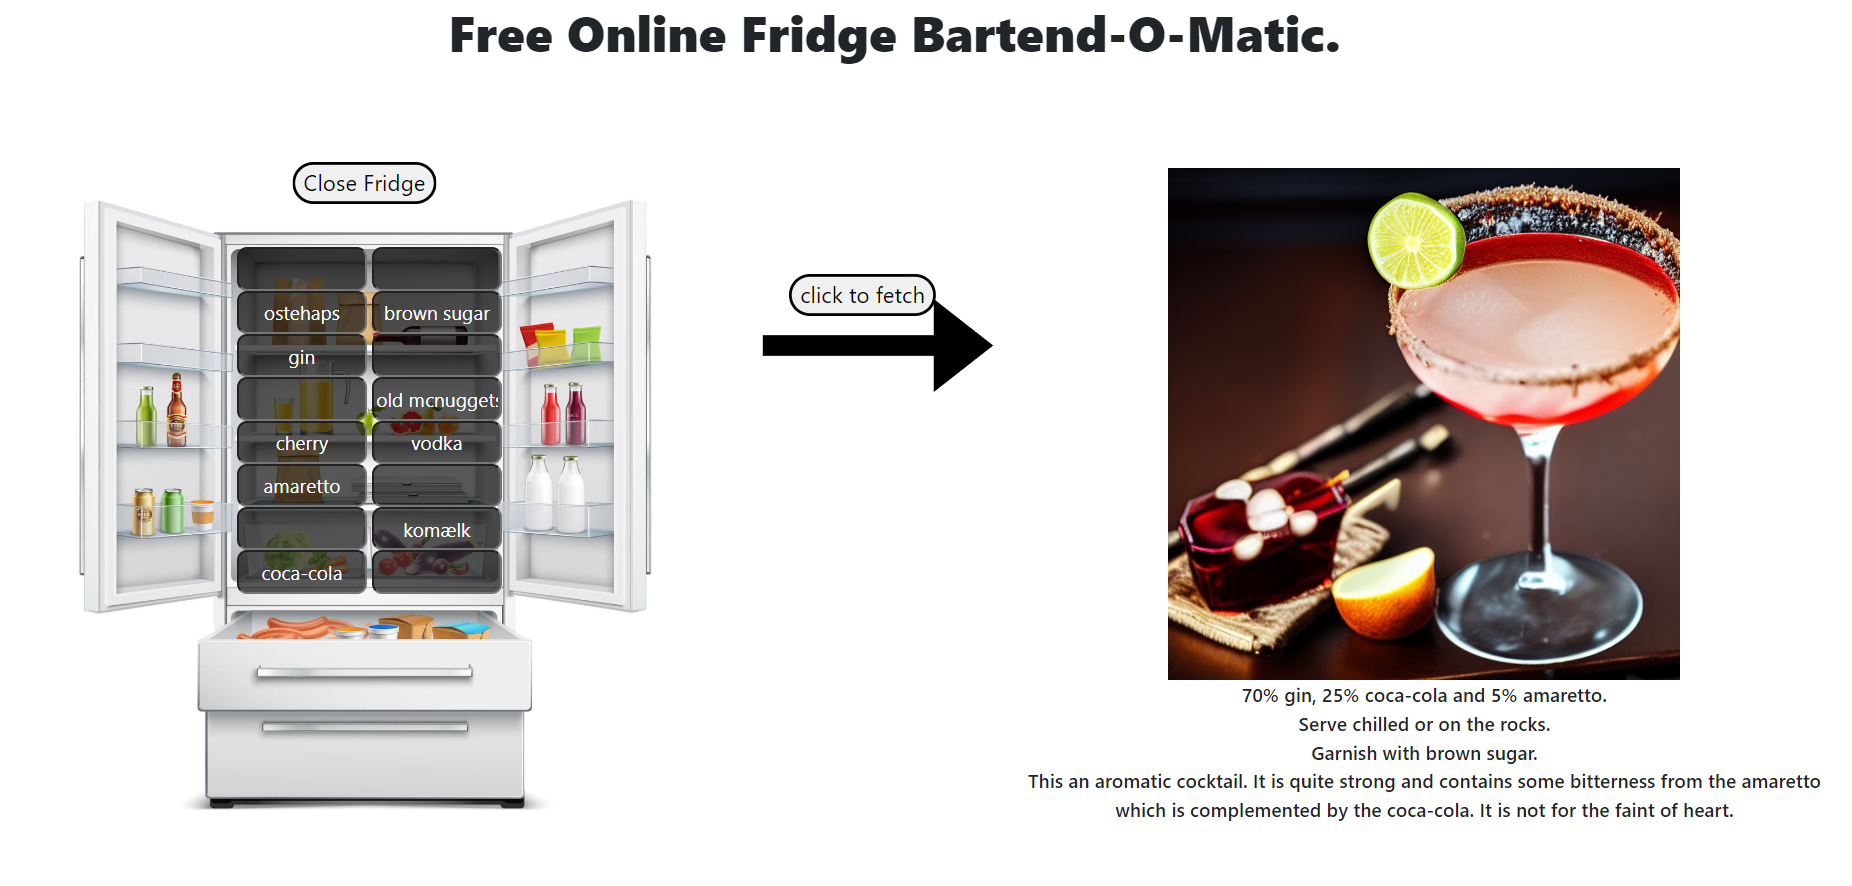 Free Online Fridge Bartend-O-Matic.
Close Fridge
click to fetch
ostehaps
brown sugar
gin
old mcnuggets
cherry
vodka
amaretto
komælk
coca-cola
70% gin, 25% coca-cola and 5% amaretto.
Serve chilled or on the rocks.
Garnish with brown sugar.
This an aromatic cocktail. It is quite strong and contains some bitterness from the amaretto
which is complemented by the coca-cola. It is not for the faint of heart.